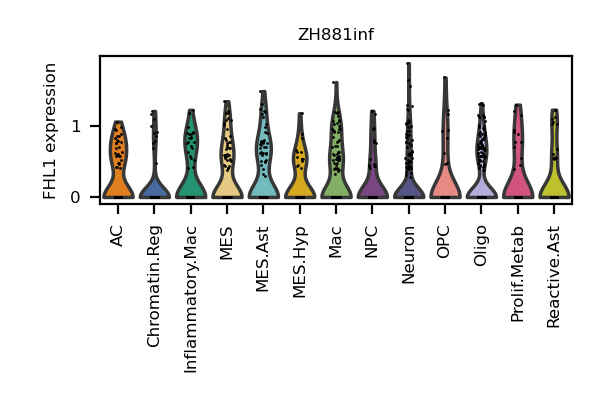 ZH881inf
FHL1 expression
1
0
AC
Chromatin.Reg
Inflammatory.Mac
MES
MES.Ast
MES.Hyp
Mac
NPC
Neuron
OPC
Oligo
Prolif.Metab
Reactive.Ast